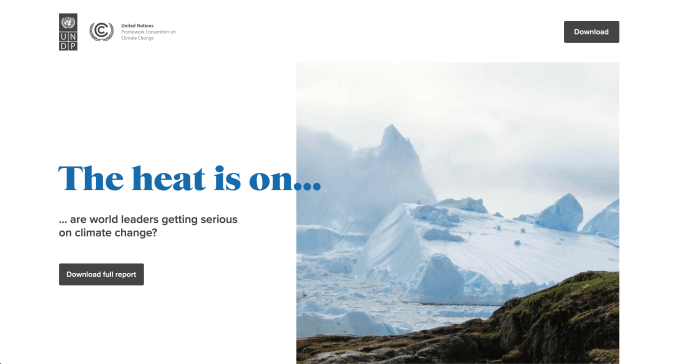 U N
D P
United Nations
Framework Convention on
Climate Change
Download
The heat is on...
... are world leaders getting serious
on climate change?
Download full report